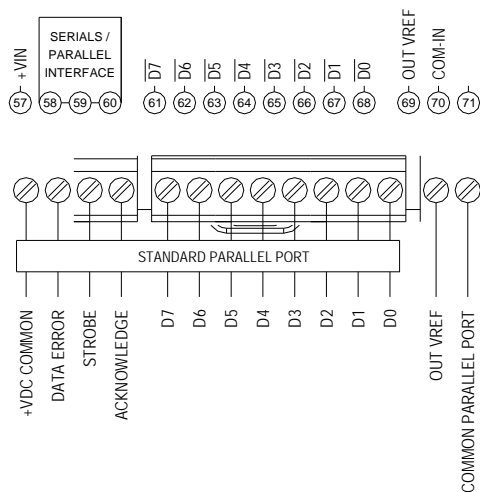 +VIN
SERIALS /
PARALLEL
INTERFACE
D7
D6
D5
D4
D3
D2
D1
D0
OUT VREF
COM-IN
57
58
59
60
61
62
63
64
65
66
67
68
69
70
71
STANDARD PARALLEL PORT
+VDC COMMON
DATA ERROR
STROBE
ACKNOWLEDGE
D7
D6
D5
D4
D3
D2
D1
D0
OUT VREF
COMMON PARALLEL PORT